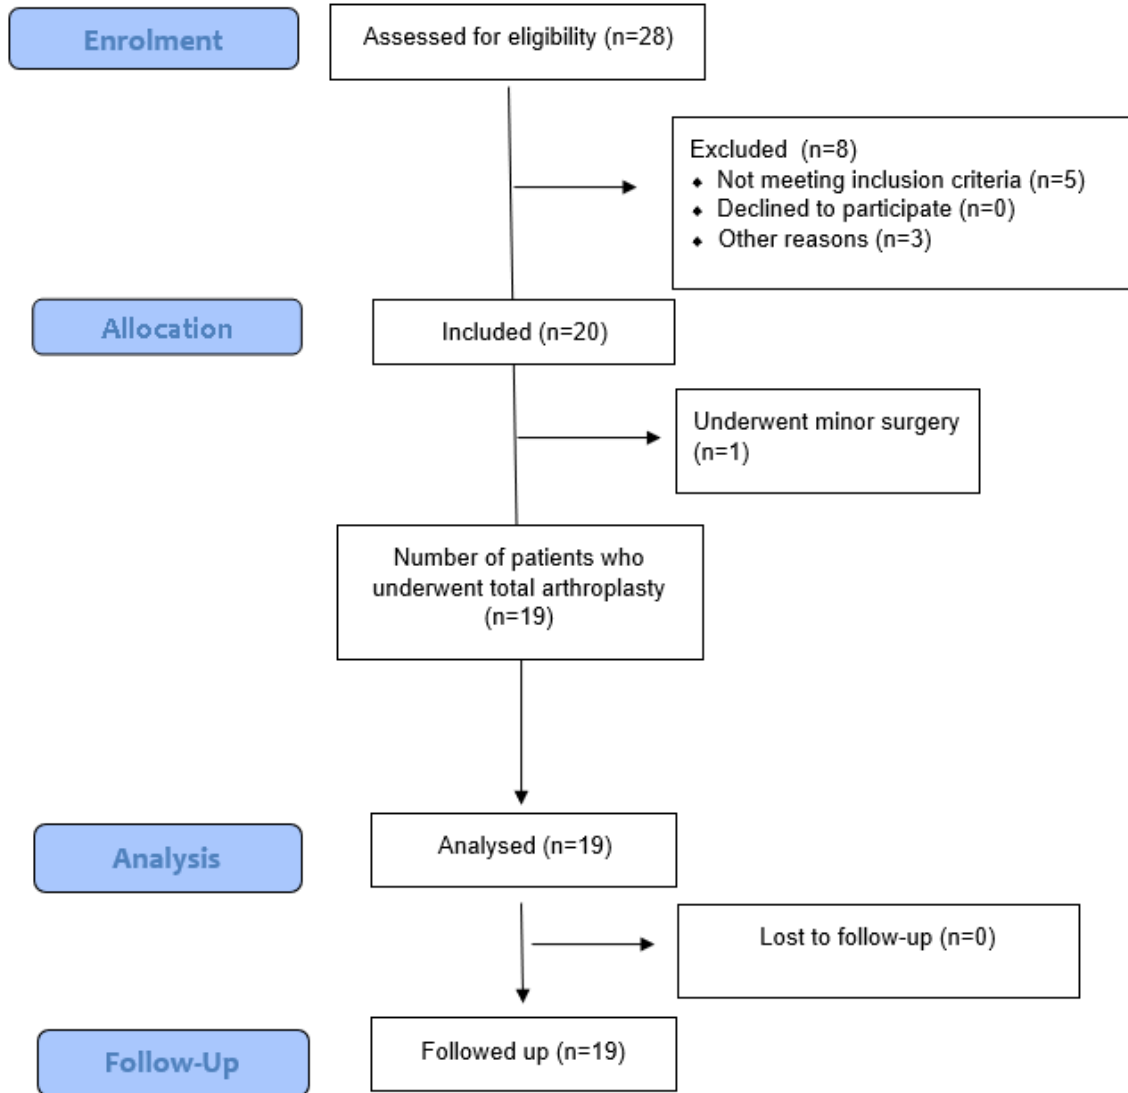 Enrolment
Assessed for eligibility (n=28)
Excluded  (n=8)
⬥ Not meeting inclusion criteria (n=5)
⬥ Declined to participate (n=0)
⬥ Other reasons (n=3)
Allocation
Included (n=20)
Underwent minor surgery
(n=1)
Number of patients who
underwent total arthroplasty
(n=19)
Analysis
Analysed (n=19)
Lost to follow-up (n=0)
Follow-Up
Followed up (n=19)